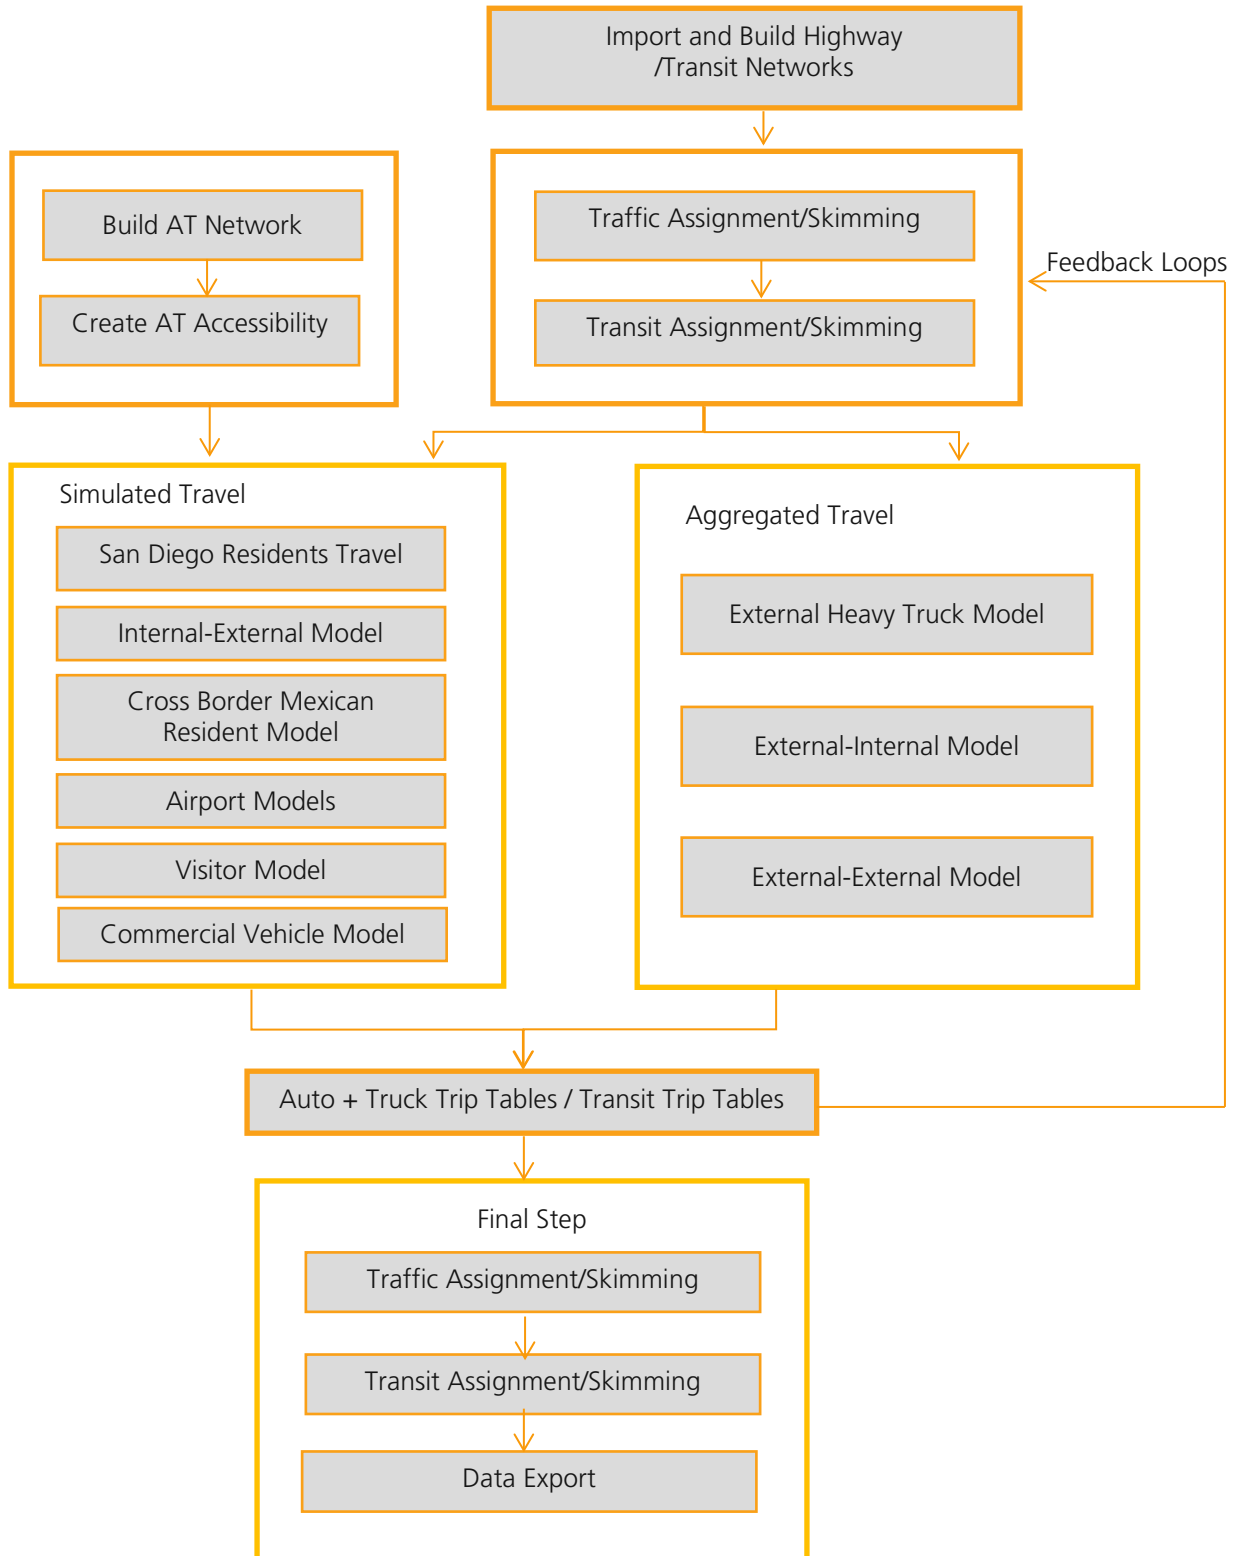 Import and Build Highway
/Transit Networks
Build AT Network
Create AT Accessibility
Traffic Assignment/Skimming
Transit Assignment/Skimming
Feedback Loops
Simulated Travel
San Diego Residents Travel
Internal-External Model
Cross Border Mexican
Resident Model
Airport Models
Visitor Model
Commercial Vehicle Model
Aggregated Travel
External Heavy Truck Model
External-Internal Model
External-External Model
Auto + Truck Trip Tables / Transit Trip Tables
Final Step
Traffic Assignment/Skimming
Transit Assignment/Skimming
Data Export